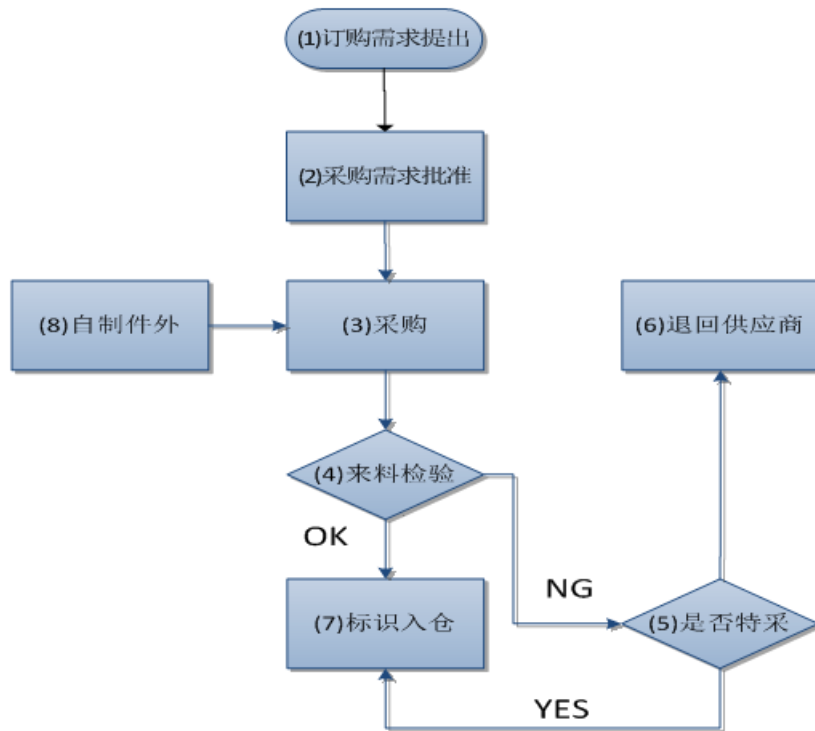 (1)订购需求提出
(2)采购需求批准
(8)自制件外
(3)采购
(6)退回供应商
(4)来料检验
OK
NG
(7)标识入仓
(5)是否特采
YES